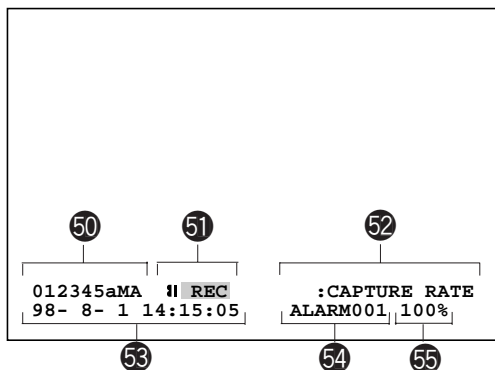 50 51 52
012345aMA REC :CAPTURE RATE
98- 8- 1 14:15:05 ALARM001 100%
53 54 55